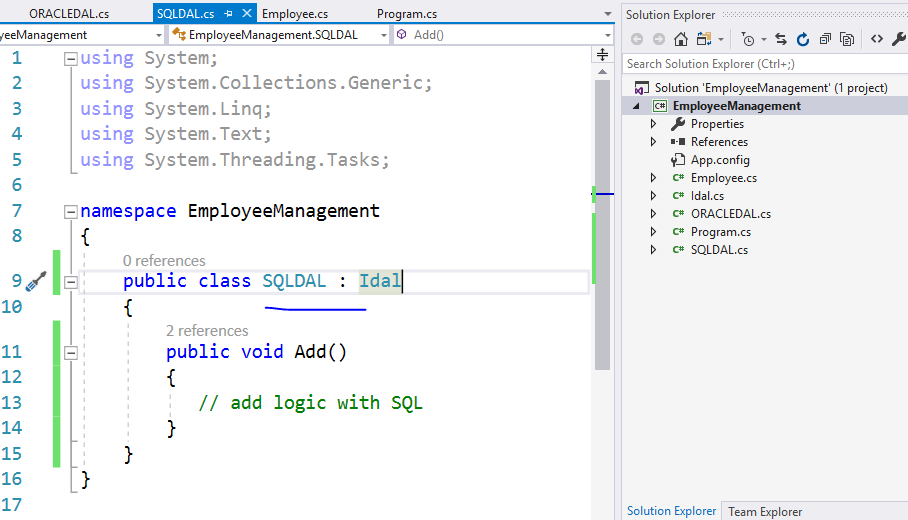 ORACLEDAL.cs SQLDAL.cs Employee.cs Program.cs
yeeManagement EmployeeManagement.SQLDAL Add()
1 using System;
2 using System.Collections.Generic;
3 using System.Linq;
4 using System.Text;
5 using System.Threading.Tasks;
6
7 namespace EmployeeManagement
8 {
0 references
9 public class SQLDAL : Idal
10 {
2 references
11 public void Add()
12 {
13 // add logic with SQL
14 }
15 }
16 }
17
Solution Explorer
Search Solution Explorer (Ctrl+;)
Solution 'EmployeeManagement' (1 project)
C# EmployeeManagement
Properties
References
App.config
C# Employee.cs
C# Idal.cs
C# ORACLEDAL.cs
C# Program.cs
C# SQLDAL.cs
Solution Explorer Team Explorer